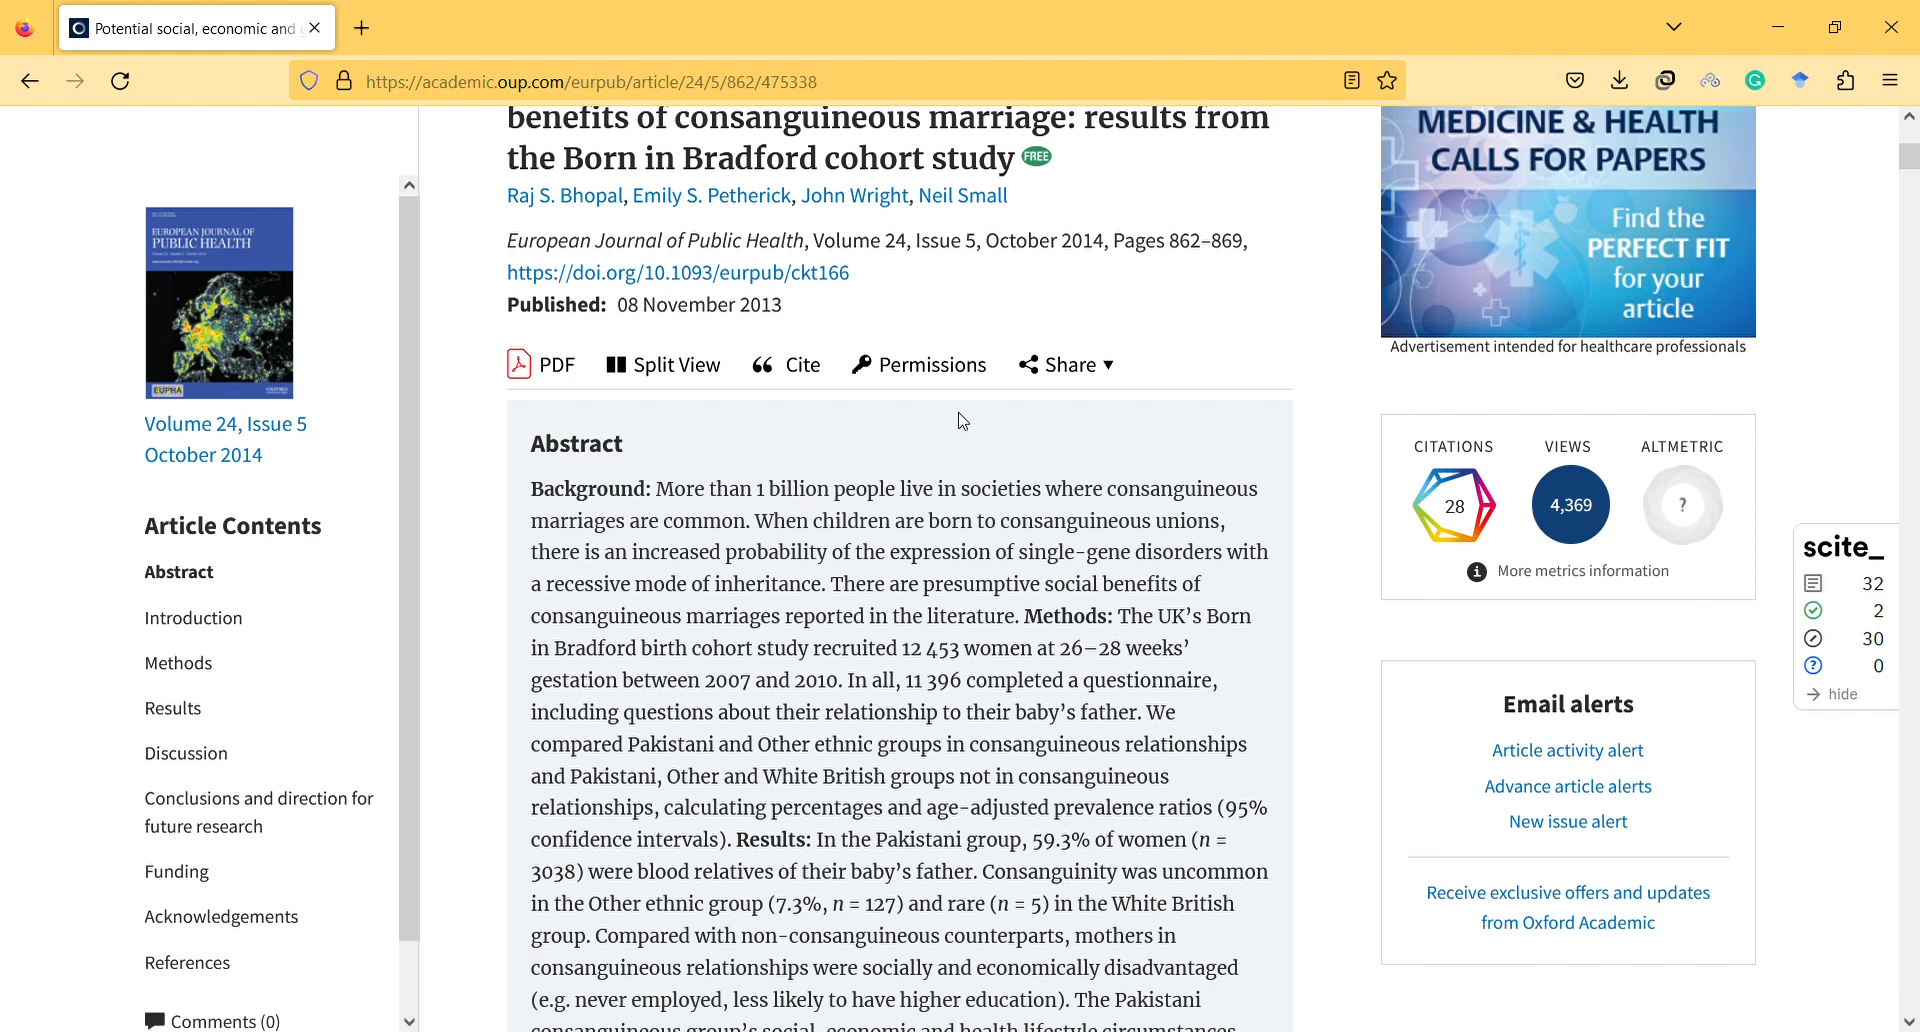 Potential social, economic and
https://academic.oup.com/eurpub/article/24/5/862/475338
EUROPEAN JOURNAL OF
PUBLIC HEALTH
EUPHA
OXFORD
Volume 24, Issue 5
October 2014
Article Contents
Abstract
Introduction
Methods
Results
Discussion
Conclusions and direction for
future research
Funding
Acknowledgements
References
Comments (0)
benefits of consanguineous marriage: results from
the Born in Bradford cohort study FREE
Raj S. Bhopal, Emily S. Petherick, John Wright, Neil Small
European Journal of Public Health, Volume 24, Issue 5, October 2014, Pages 862–869,
https://doi.org/10.1093/eurpub/ckt166
Published: 08 November 2013
PDF Split View Cite Permissions Share
Abstract
Background: More than 1 billion people live in societies where consanguineous
marriages are common. When children are born to consanguineous unions,
there is an increased probability of the expression of single-gene disorders with
a recessive mode of inheritance. There are presumptive social benefits of
consanguineous marriages reported in the literature. Methods: The UK’s Born
in Bradford birth cohort study recruited 12 453 women at 26–28 weeks’
gestation between 2007 and 2010. In all, 11 396 completed a questionnaire,
including questions about their relationship to their baby’s father. We
compared Pakistani and Other ethnic groups in consanguineous relationships
and Pakistani, Other and White British groups not in consanguineous
relationships, calculating percentages and age-adjusted prevalence ratios (95%
confidence intervals). Results: In the Pakistani group, 59.3% of women (n =
3038) were blood relatives of their baby’s father. Consanguinity was uncommon
in the Other ethnic group (7.3%, n = 127) and rare (n = 5) in the White British
group. Compared with non-consanguineous counterparts, mothers in
consanguineous relationships were socially and economically disadvantaged
(e.g. never employed, less likely to have higher education). The Pakistani
consanguineous group’s social, economic and health lifestyle circumstances
MEDICINE & HEALTH
CALLS FOR PAPERS
Find the
PERFECT FIT
for your
article
Advertisement intended for healthcare professionals
CITATIONS VIEWS ALTMETRIC
28 4,369 ?
i More metrics information
Email alerts
Article activity alert
Advance article alerts
New issue alert
Receive exclusive offers and updates
from Oxford Academic
scite_
32
2
30
? 0
hide